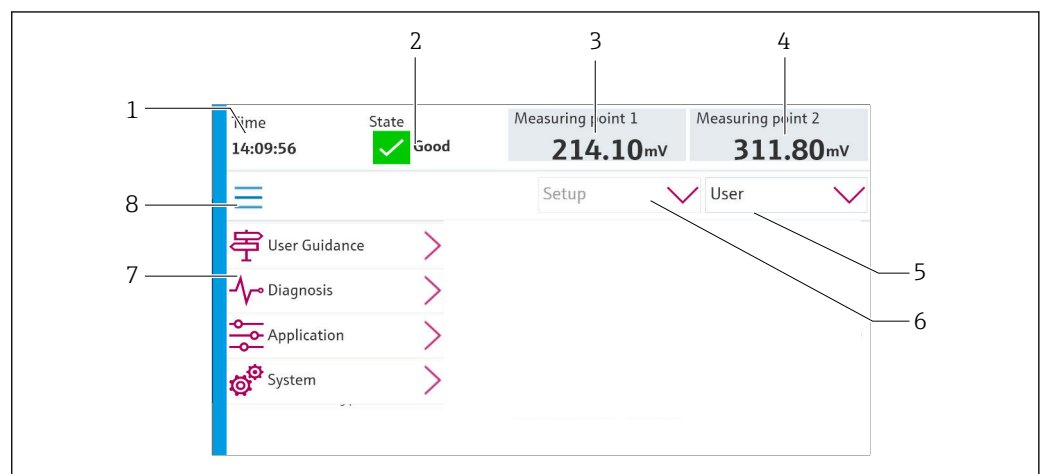 2 3 4
1
Time State Measuring point 1 Measuring point 2
14:09:56 Good 214.10mV 311.80mV
8 Setup User
User Guidance
7 Diagnosis 5
Application 6
System